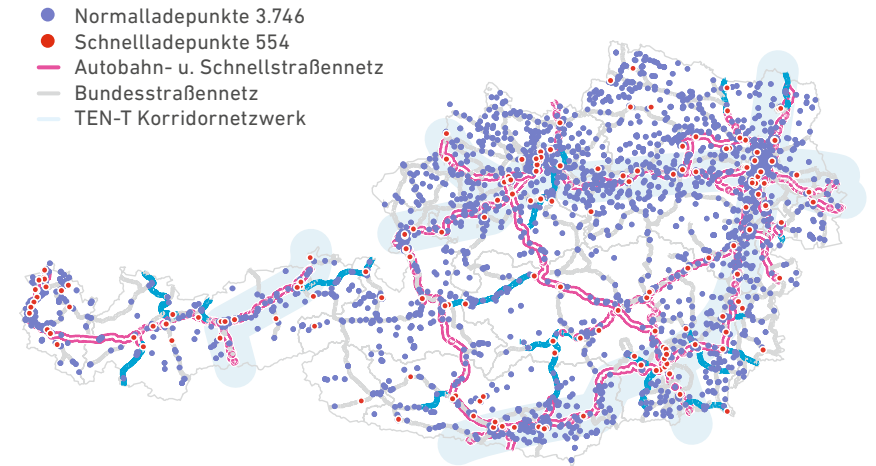 Normalladepunkte 3.746
Schnellladepunkte 554
Autobahn- u. Schnellstraßennetz
Bundesstraßennetz
TEN-T Korridornetzwerk